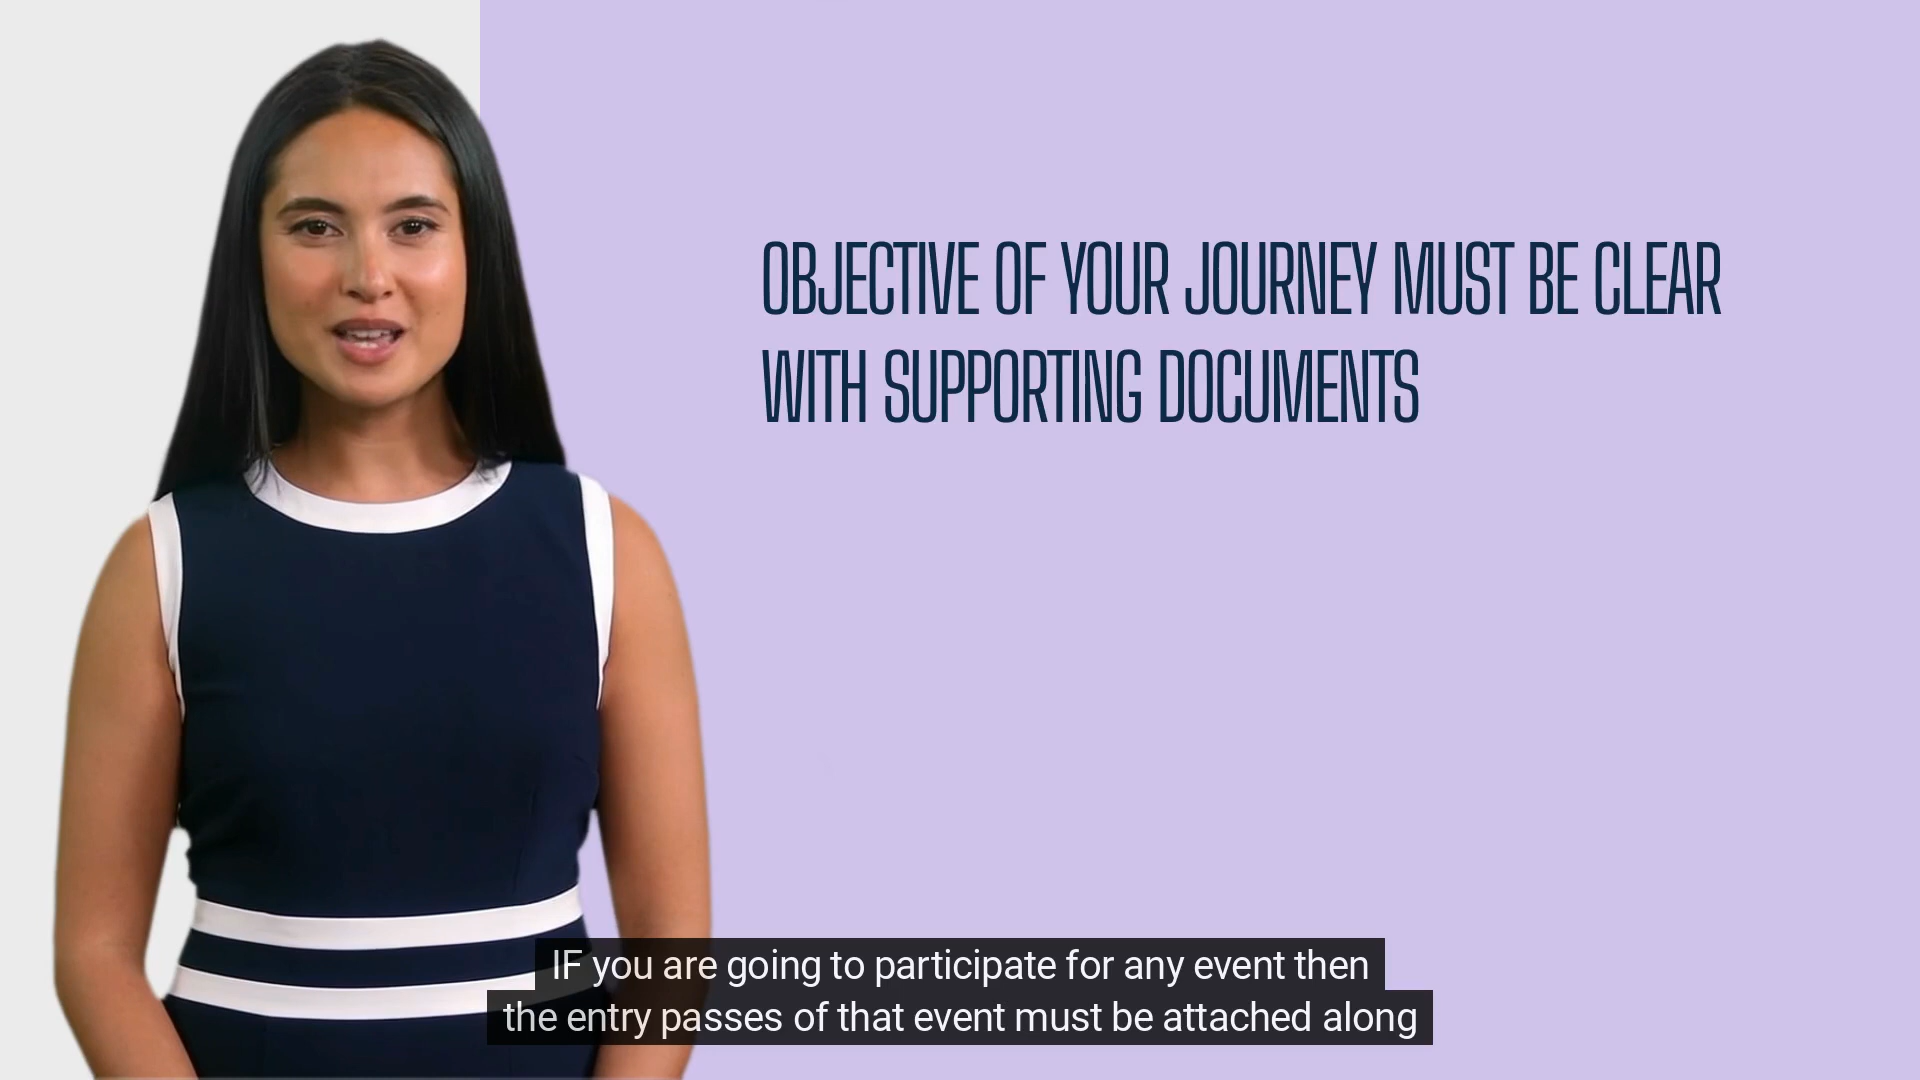 OBJECTIVE OF YOUR JOURNEY MUST BE CLEAR
WITH SUPPORTING DOCUMENTS
IF you are going to participate for any event then
the entry passes of that event must be attached along